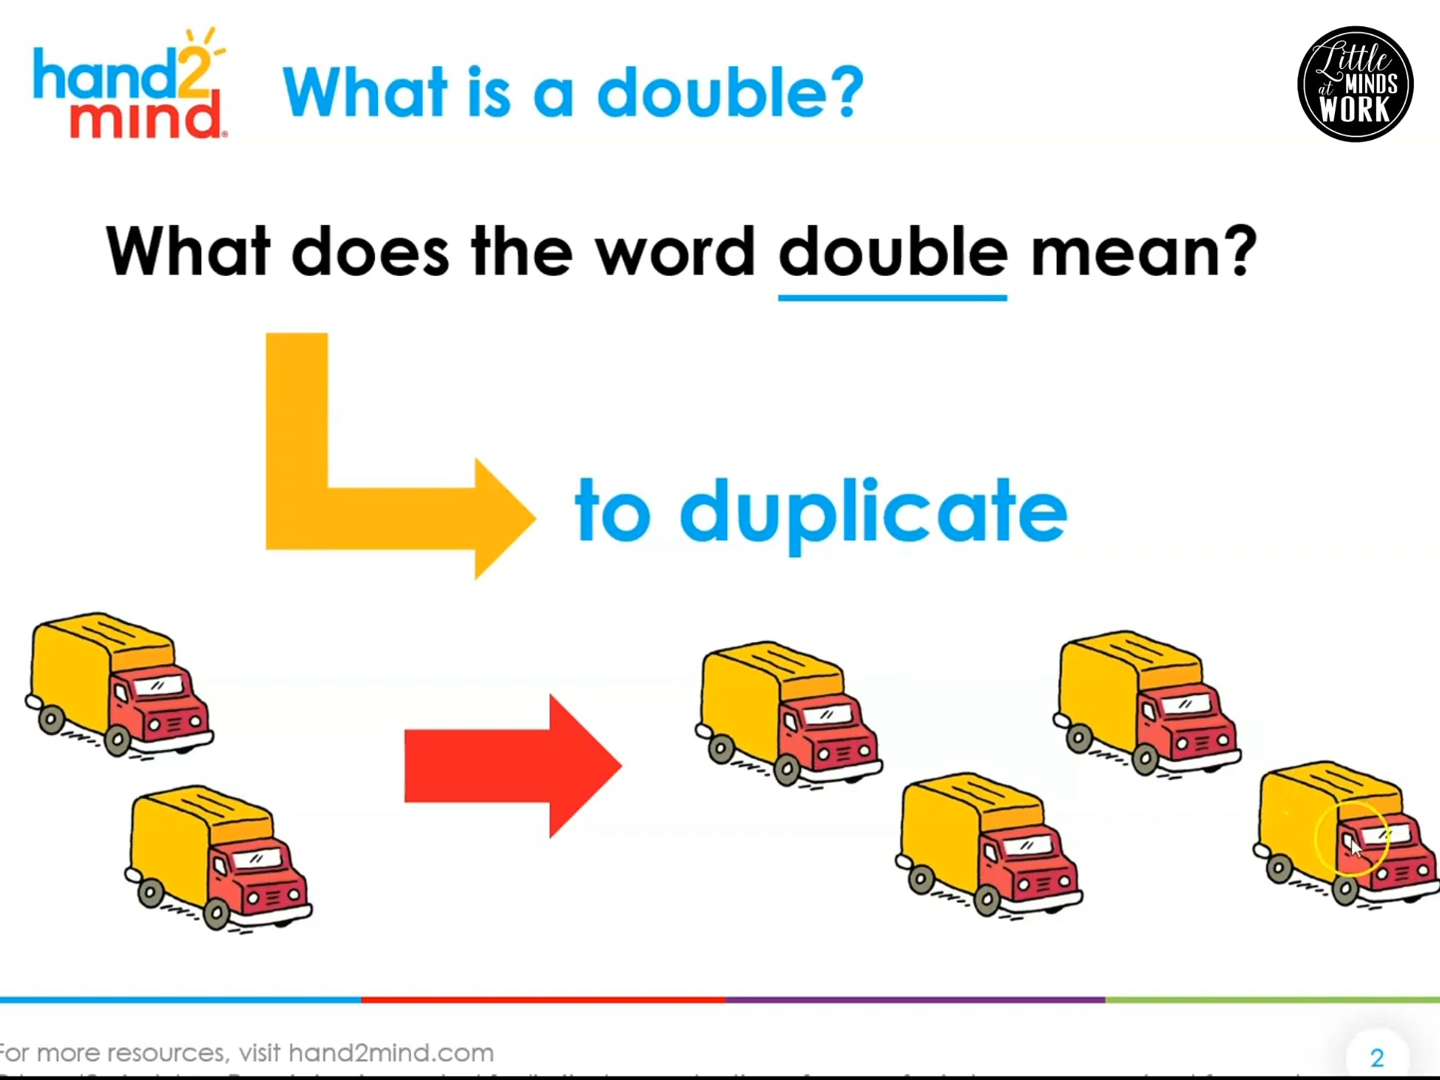 hand2
mind
What is a double?
Little
at MINDS
WORK
What does the word double mean?
to duplicate
For more resources, visit hand2mind.com
2